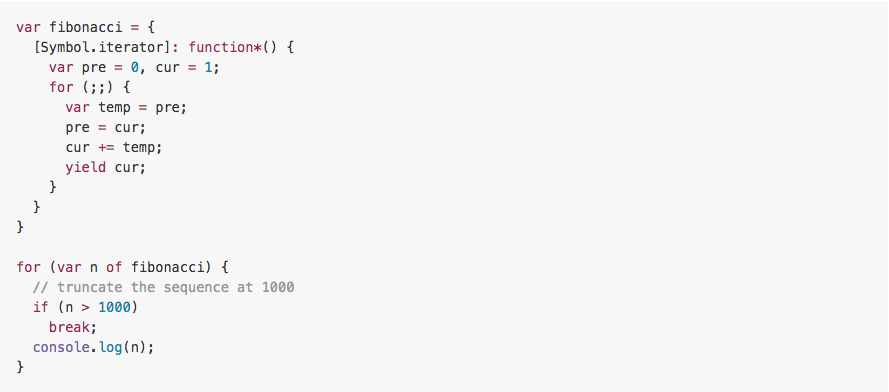 var fibonacci = {
  [Symbol.iterator]: function*() {
    var pre = 0, cur = 1;
    for (;;) {
      var temp = pre;
      pre = cur;
      cur += temp;
      yield cur;
    }
  }
}

for (var n of fibonacci) {
  // truncate the sequence at 1000
  if (n > 1000)
    break;
  console.log(n);
}